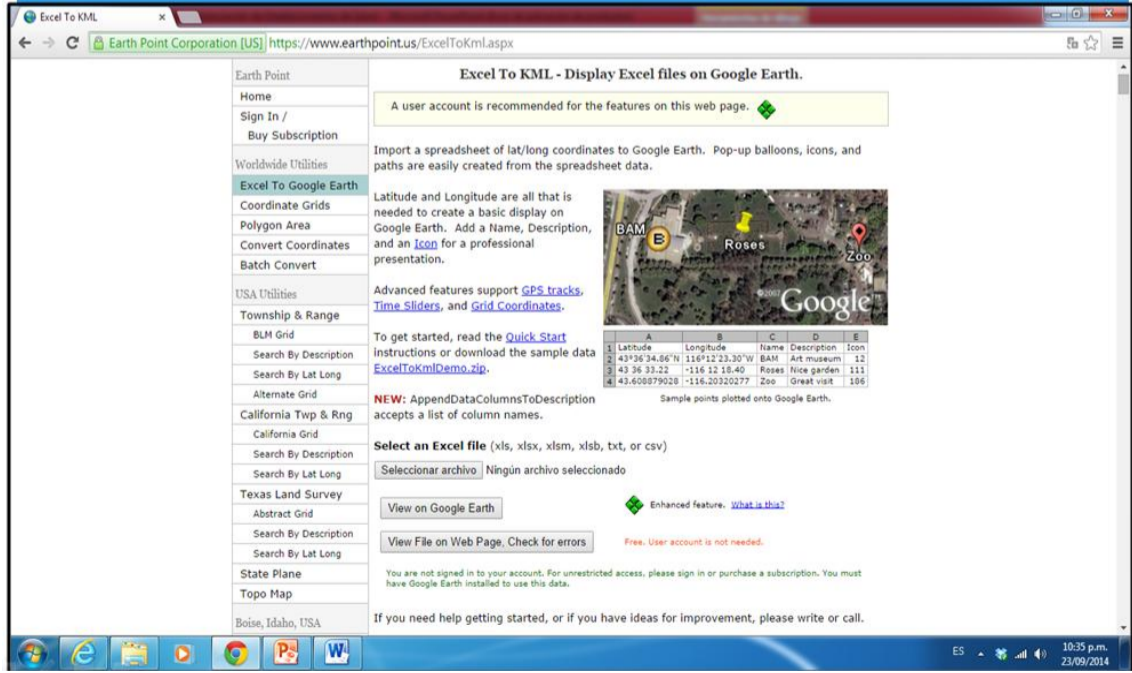 Excel To KML
Earth Point Corporation [US] https://www.earthpoint.us/ExcelToKml.aspx
Earth Point
Home
Sign In /
Buy Subscription
Worldwide Utilities
Excel To Google Earth
Coordinate Grids
Polygon Area
Convert Coordinates
Batch Convert
USA Utilities
Township & Range
BLM Grid
Search By Description
Search By Lat Long
Alternate Grid
California Twp & Rng
California Grid
Search By Description
Search By Lat Long
Texas Land Survey
Abstract Grid
Search By Description
Search By Lat Long
State Plane
Topo Map
Boise, Idaho, USA
Excel To KML - Display Excel files on Google Earth.
A user account is recommended for the features on this web page.
Import a spreadsheet of lat/long coordinates to Google Earth. Pop-up balloons, icons, and
paths are easily created from the spreadsheet data.
Latitude and Longitude are all that is
needed to create a basic display on
Google Earth. Add a Name, Description,
and an Icon for a professional
presentation.
Advanced features support GPS tracks,
Time Sliders, and Grid Coordinates.
To get started, read the Quick Start
instructions or download the sample data
ExcelToKmlDemo.zip.
NEW: AppendDataColumnsToDescription
accepts a list of column names.
BAM
B
Roses
Zoo
©2007 Google
A B C D E
1 Latitude Longitude Name Description Icon
2 43°36'34.86"N 116°12'23.30"W BAM Art museum 12
3 43 36 33.22 -116 12 18.40 Roses Nice garden 111
4 43.608879028 -116.20320277 Zoo Great visit 186
Sample points plotted onto Google Earth.
Select an Excel file (xls, xlsx, xlsm, xlsb, txt, or csv)
Seleccionar archivo Ningún archivo seleccionado
View on Google Earth
Enhanced feature. What is this?
View File on Web Page, Check for errors
Free. User account is not needed.
You are not signed in to your account. For unrestricted access, please sign in or purchase a subscription. You must
have Google Earth installed to use this data.
If you need help getting started, or if you have ideas for improvement, please write or call.
ES
10:35 p.m.
23/09/2014